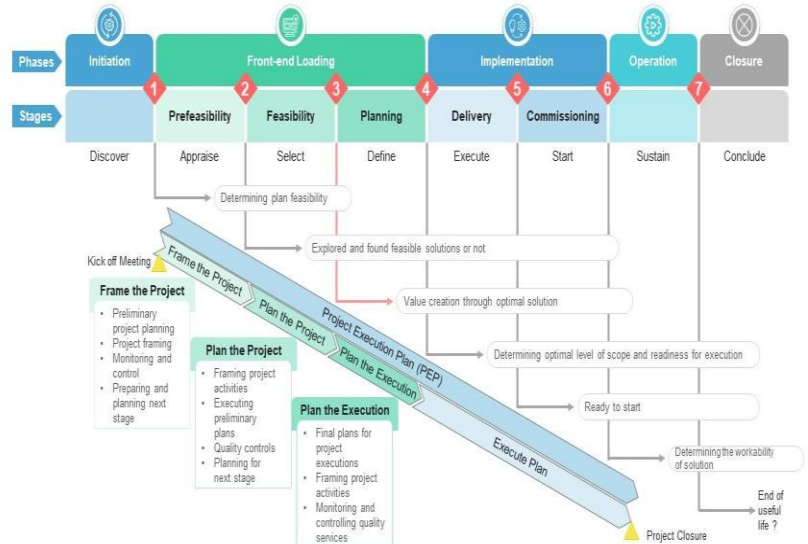 Phases
Initiation
Front-end Loading
Implementation
Operation
Closure
1
2
3
4
5
6
7
Stages
Prefeasibility
Feasibility
Planning
Delivery
Commissioning
Discover
Appraise
Select
Define
Execute
Start
Sustain
Conclude
Determining plan feasibility
Explored and found feasible solutions or not
Value creation through optimal solution
Determining optimal level of scope and readiness for execution
Ready to start
Determining the workability
of solution
End of
useful
life ?
Kick off Meeting
Frame the Project
Plan the Project
Plan the Execution
Project Execution Plan (PEP)
Execute Plan
Project Closure
Frame the Project
• Preliminary
project planning
• Project framing
• Monitoring and
control
• Preparing and
planning next
stage
Plan the Project
• Framing project
activities
• Executing
preliminary
plans
• Quality controls
• Planning for
next stage
Plan the Execution
• Final plans for
project
executions
• Framing project
activities
• Monitoring and
controlling quality
services